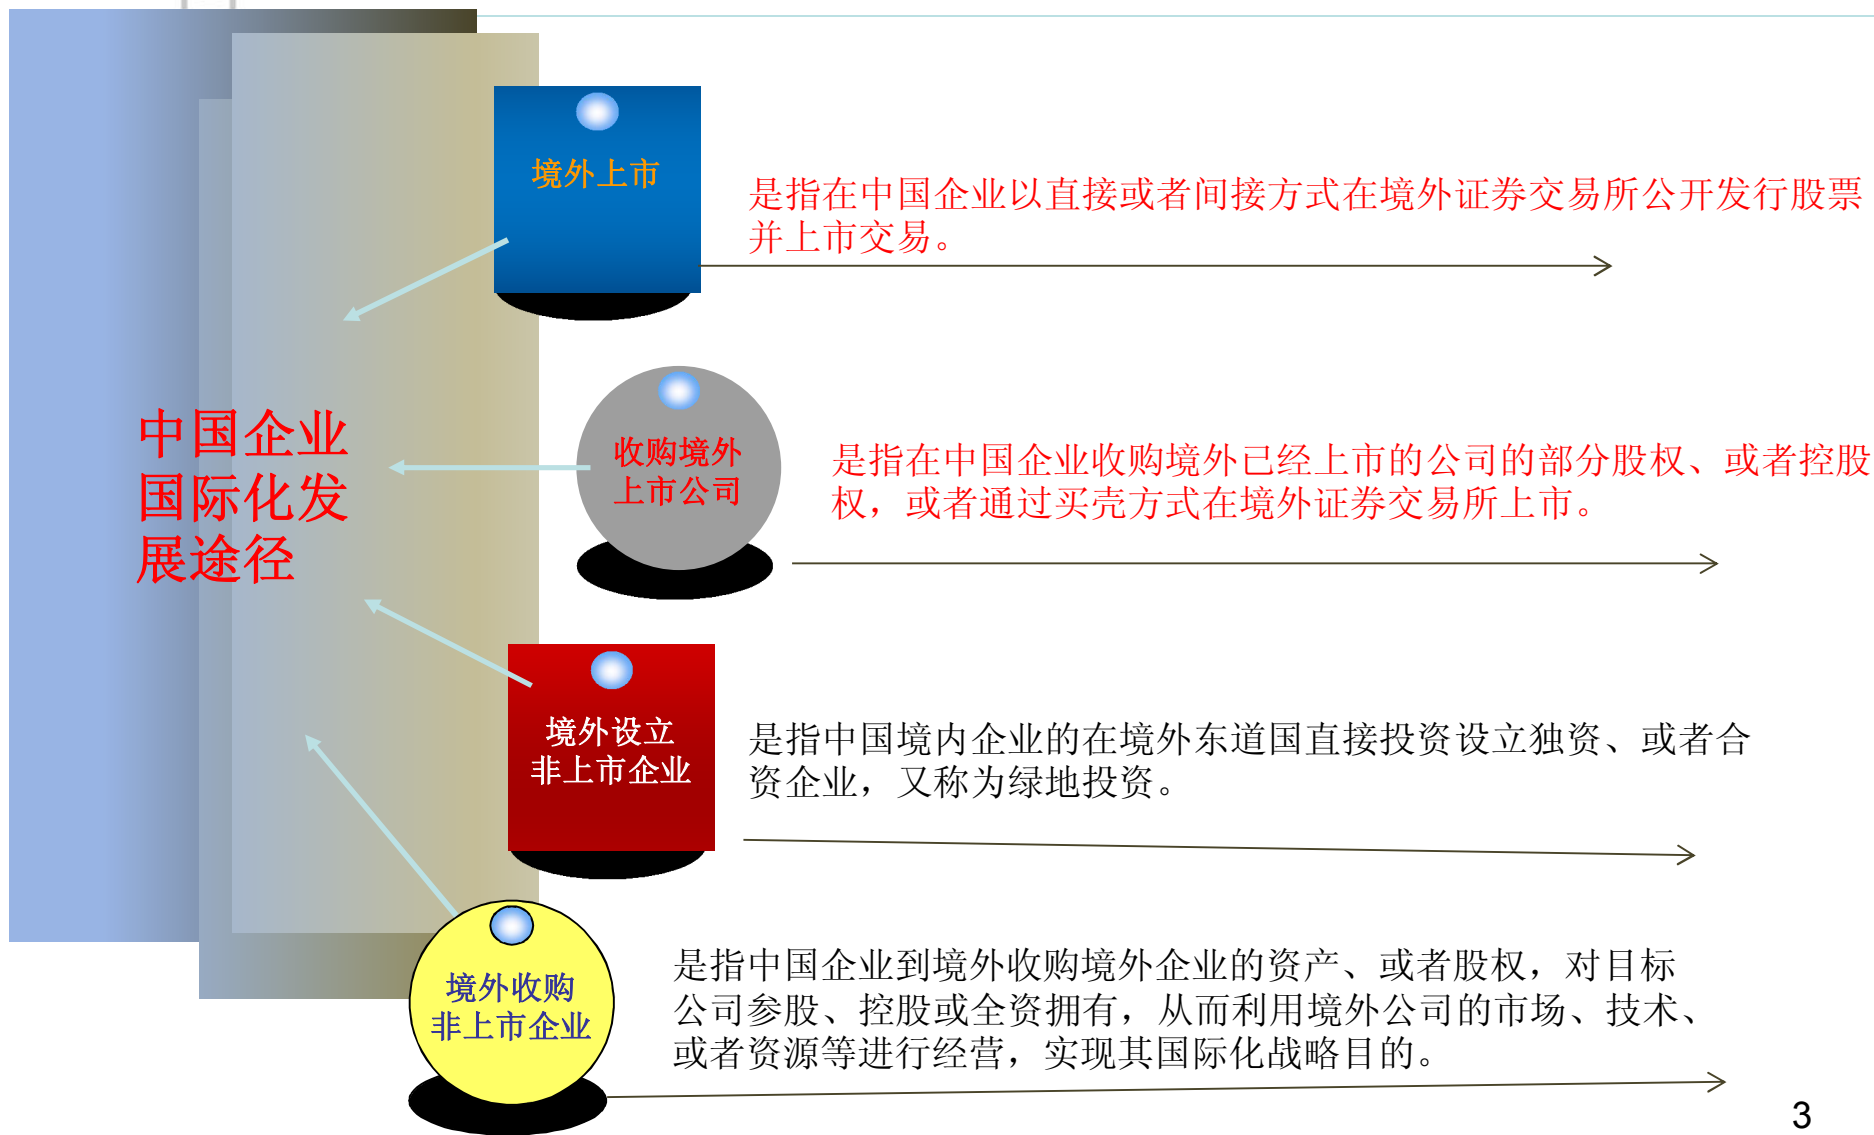 境外上市
是指在中国企业以直接或者间接方式在境外证券交易所公开发行股票
并上市交易。
中国企业
国际化发
展途径
收购境外
上市公司
是指在中国企业收购境外已经上市的公司的部分股权、或者控股
权，或者通过买壳方式在境外证券交易所上市。
境外设立
非上市企业
是指中国境内企业的在境外东道国直接投资设立独资、或者合
资企业，又称为绿地投资。
境外收购
非上市企业
是指中国企业到境外收购境外企业的资产、或者股权，对目标
公司参股、控股或全资拥有，从而利用境外公司的市场、技术、
或者资源等进行经营，实现其国际化战略目的。
3